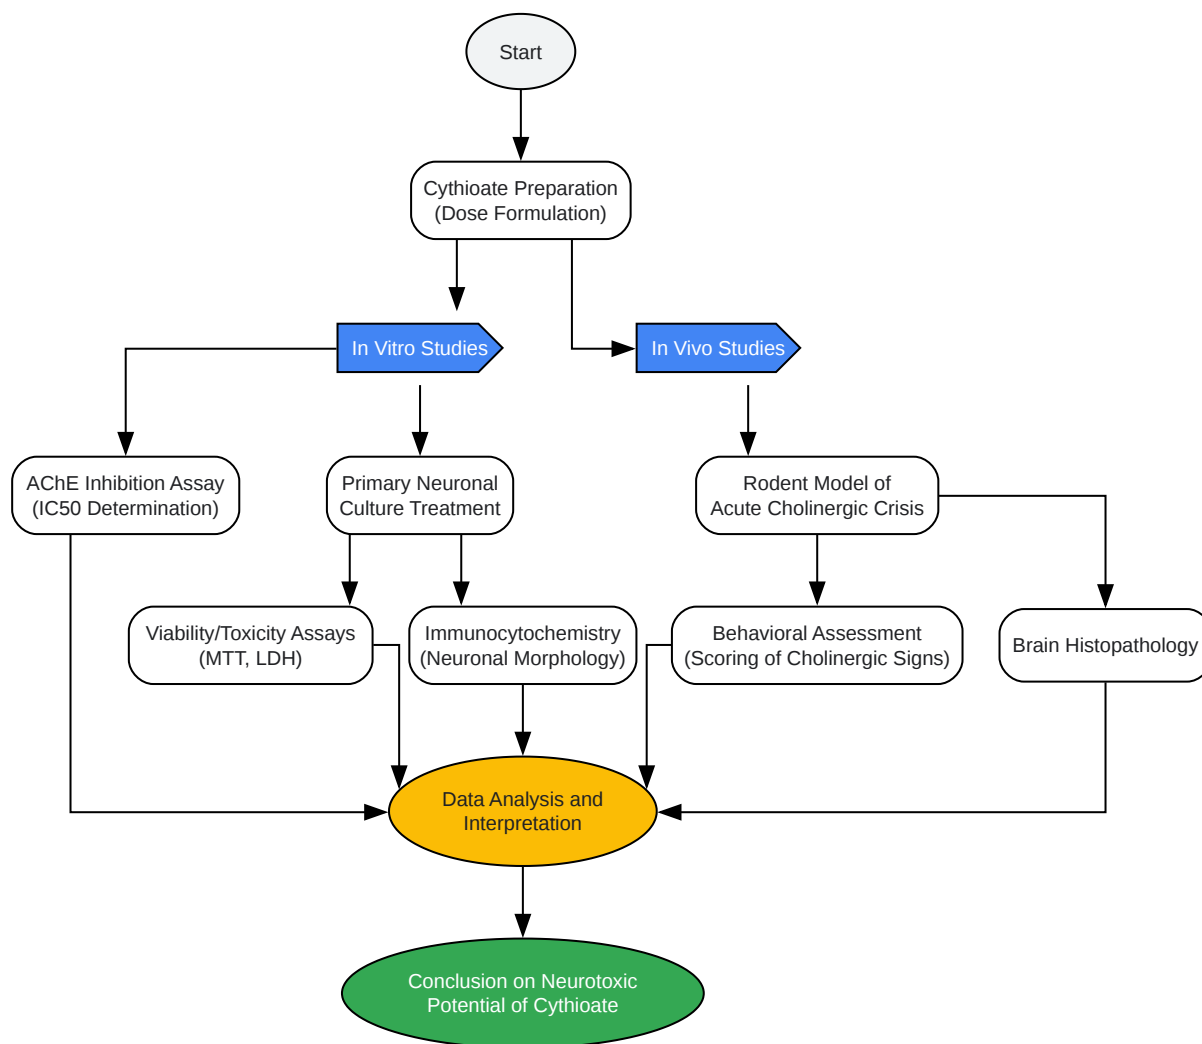 Start
Cythioate Preparation
(Dose Formulation)
In Vitro Studies
In Vivo Studies
AChE Inhibition Assay
(IC50 Determination)
Primary Neuronal
Culture Treatment
Rodent Model of
Acute Cholinergic Crisis
Viability/Toxicity Assays
(MTT, LDH)
Immunocytochemistry
(Neuronal Morphology)
Behavioral Assessment
(Scoring of Cholinergic Signs)
Brain Histopathology
Data Analysis and
Interpretation
Conclusion on Neurotoxic
Potential of Cythioate